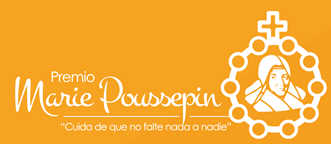 Premio
Marie Poussepin
“Cuida de que no falte nada a nadie”